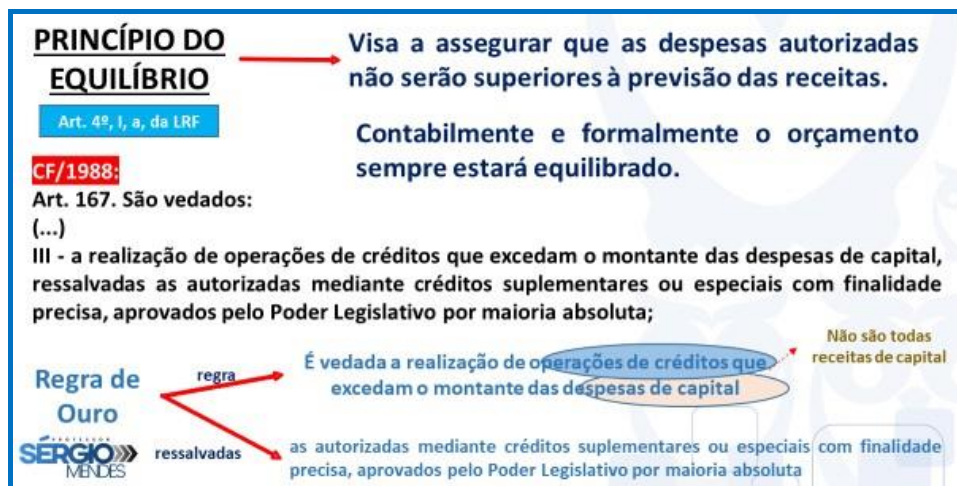 PRINCÍPIO DO
EQUILÍBRIO
Art. 4º, I, a, da LRF
Visa a assegurar que as despesas autorizadas
não serão superiores à previsão das receitas.
Contabilmente e formalmente o orçamento
sempre estará equilibrado.
CF/1988:
Art. 167. São vedados:
(...)
III - a realização de operações de créditos que excedam o montante das despesas de capital,
ressalvadas as autorizadas mediante créditos suplementares ou especiais com finalidade
precisa, aprovados pelo Poder Legislativo por maioria absoluta;
Não são todas
receitas de capital
Regra de
Ouro
regra
É vedada a realização de operações de créditos que
excedam o montante das despesas de capital
ressalvadas
as autorizadas mediante créditos suplementares ou especiais com finalidade
precisa, aprovados pelo Poder Legislativo por maioria absoluta
PROFESSOR
SÉRGIO
MENDES